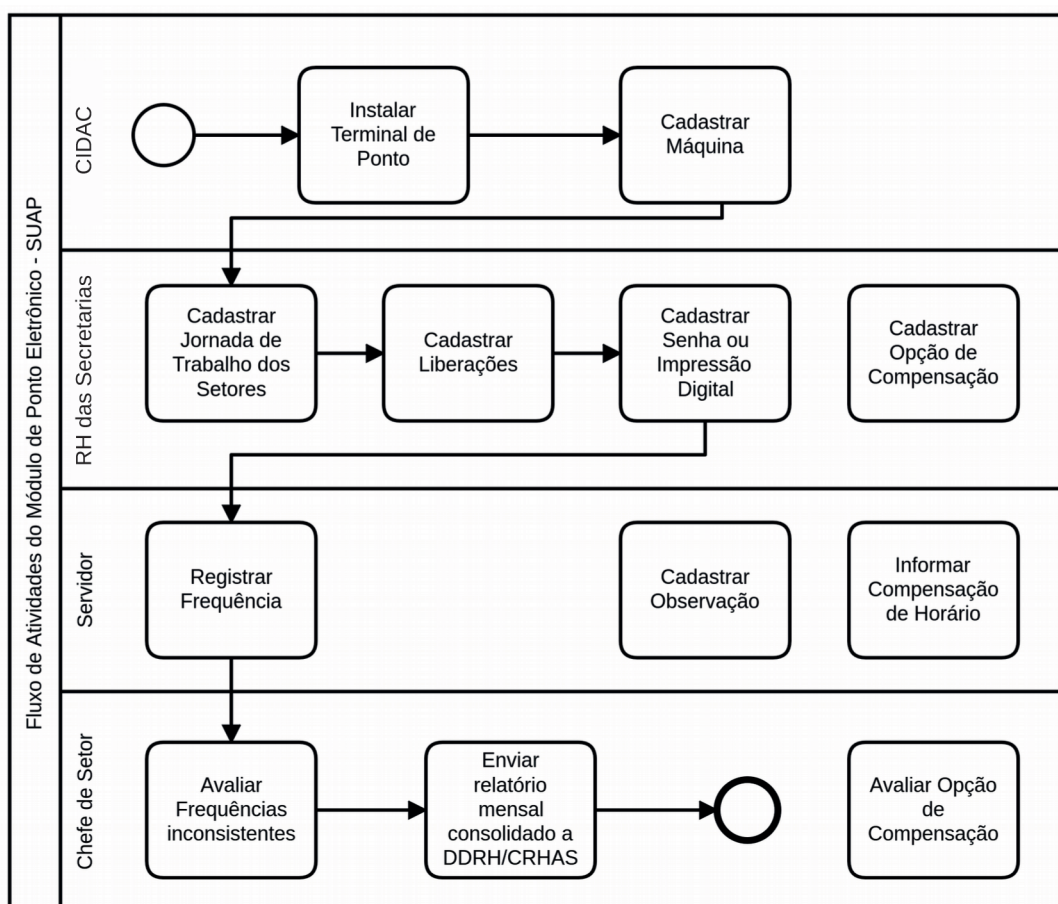 Fluxo de Atividades do Módulo de Ponto Eletrônico - SUAP
CIDAC
Instalar
Terminal de
Ponto
Cadastrar
Máquina
RH das Secretarias
Cadastrar
Jornada de
Trabalho dos
Setores
Cadastrar
Liberações
Cadastrar
Senha ou
Impressão
Digital
Cadastrar
Opção de
Compensação
Servidor
Registrar
Frequência
Cadastrar
Observação
Informar
Compensação
de Horário
Chefe de Setor
Avaliar
Frequências
inconsistentes
Enviar
relatório
mensal
consolidado a
DDRH/CRHAS
Avaliar Opção
de
Compensação